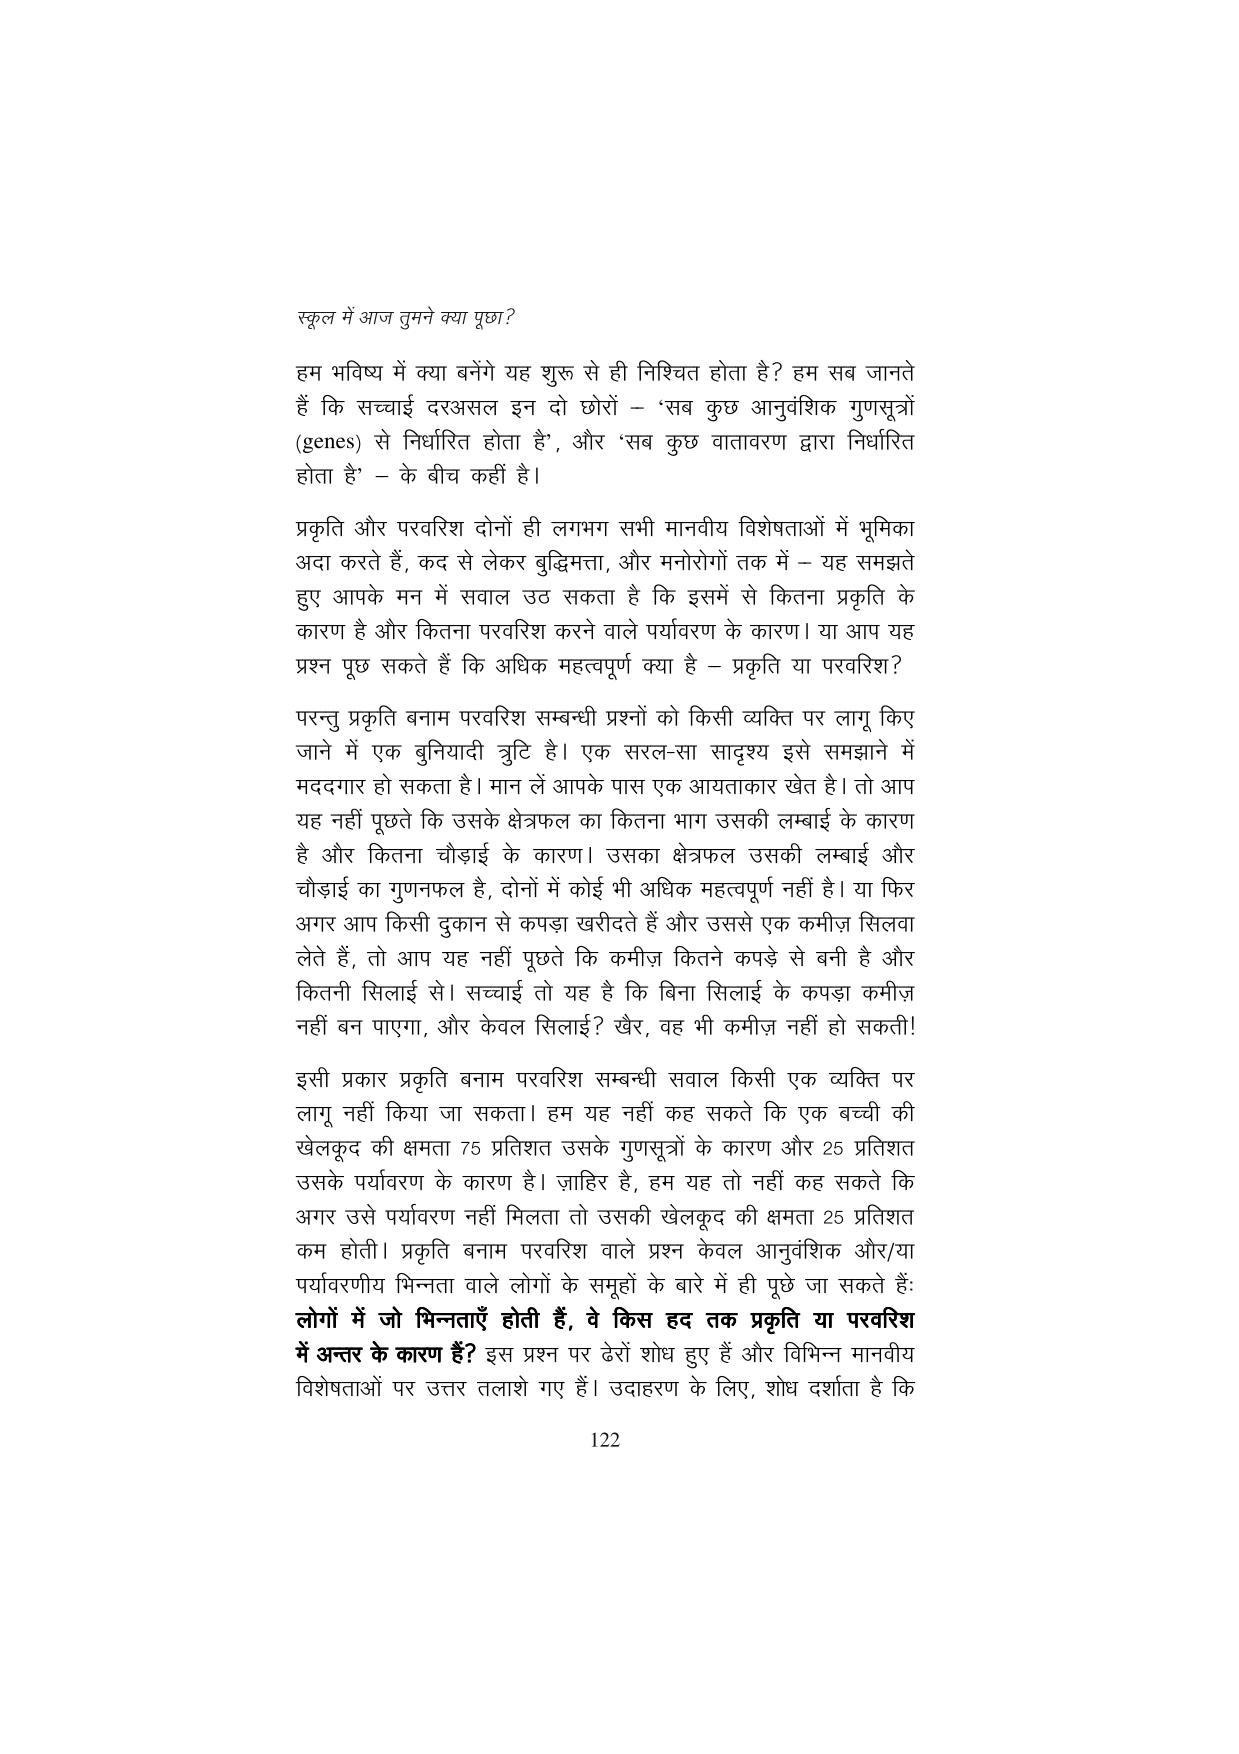 स्कूल में आज तुमने क्या पूछा?
हम भविष्य में क्या बनेंगे यह शुरू से ही निश्चित होता है? हम सब जानते
हैं कि सच्चाई दरअसल इन दो छोरों – ‘सब कुछ आनुवंशिक गुणसूत्रों
(genes) से निर्धारित होता है’, और ‘सब कुछ वातावरण द्वारा निर्धारित
होता है’ – के बीच कहीं है।
प्रकृति और परवरिश दोनों ही लगभग सभी मानवीय विशेषताओं में भूमिका
अदा करते हैं, कद से लेकर बुद्धिमत्ता, और मनोरोगों तक में – यह समझते
हुए आपके मन में सवाल उठ सकता है कि इसमें से कितना प्रकृति के
कारण है और कितना परवरिश करने वाले पर्यावरण के कारण। या आप यह
प्रश्न पूछ सकते हैं कि अधिक महत्वपूर्ण क्या है – प्रकृति या परवरिश?
परन्तु प्रकृति बनाम परवरिश सम्बन्धी प्रश्नों को किसी व्यक्ति पर लागू किए
जाने में एक बुनियादी त्रुटि है। एक सरल-सा सादृश्य इसे समझाने में
मददगार हो सकता है। मान लें आपके पास एक आयताकार खेत है। तो आप
यह नहीं पूछते कि उसके क्षेत्रफल का कितना भाग उसकी लम्बाई के कारण
है और कितना चौड़ाई के कारण। उसका क्षेत्रफल उसकी लम्बाई और
चौड़ाई का गुणनफल है, दोनों में कोई भी अधिक महत्वपूर्ण नहीं है। या फिर
अगर आप किसी दुकान से कपड़ा खरीदते हैं और उससे एक कमीज़ सिलवा
लेते हैं, तो आप यह नहीं पूछते कि कमीज़ कितने कपड़े से बनी है और
कितनी सिलाई से। सच्चाई तो यह है कि बिना सिलाई के कपड़ा कमीज़
नहीं बन पाएगा, और केवल सिलाई? खैर, वह भी कमीज़ नहीं हो सकती!
इसी प्रकार प्रकृति बनाम परवरिश सम्बन्धी सवाल किसी एक व्यक्ति पर
लागू नहीं किया जा सकता। हम यह नहीं कह सकते कि एक बच्ची की
खेलकूद की क्षमता 75 प्रतिशत उसके गुणसूत्रों के कारण और 25 प्रतिशत
उसके पर्यावरण के कारण है। ज़ाहिर है, हम यह तो नहीं कह सकते कि
अगर उसे पर्यावरण नहीं मिलता तो उसकी खेलकूद की क्षमता 25 प्रतिशत
कम होती। प्रकृति बनाम परवरिश वाले प्रश्न केवल आनुवंशिक और/या
पर्यावरणीय भिन्नता वाले लोगों के समूहों के बारे में ही पूछे जा सकते हैं:
लोगों में जो भिन्नताएँ होती हैं, वे किस हद तक प्रकृति या परवरिश
में अन्तर के कारण हैं? इस प्रश्न पर ढेरों शोध हुए हैं और विभिन्न मानवीय
विशेषताओं पर उत्तर तलाशे गए हैं। उदाहरण के लिए, शोध दर्शाता है कि
122